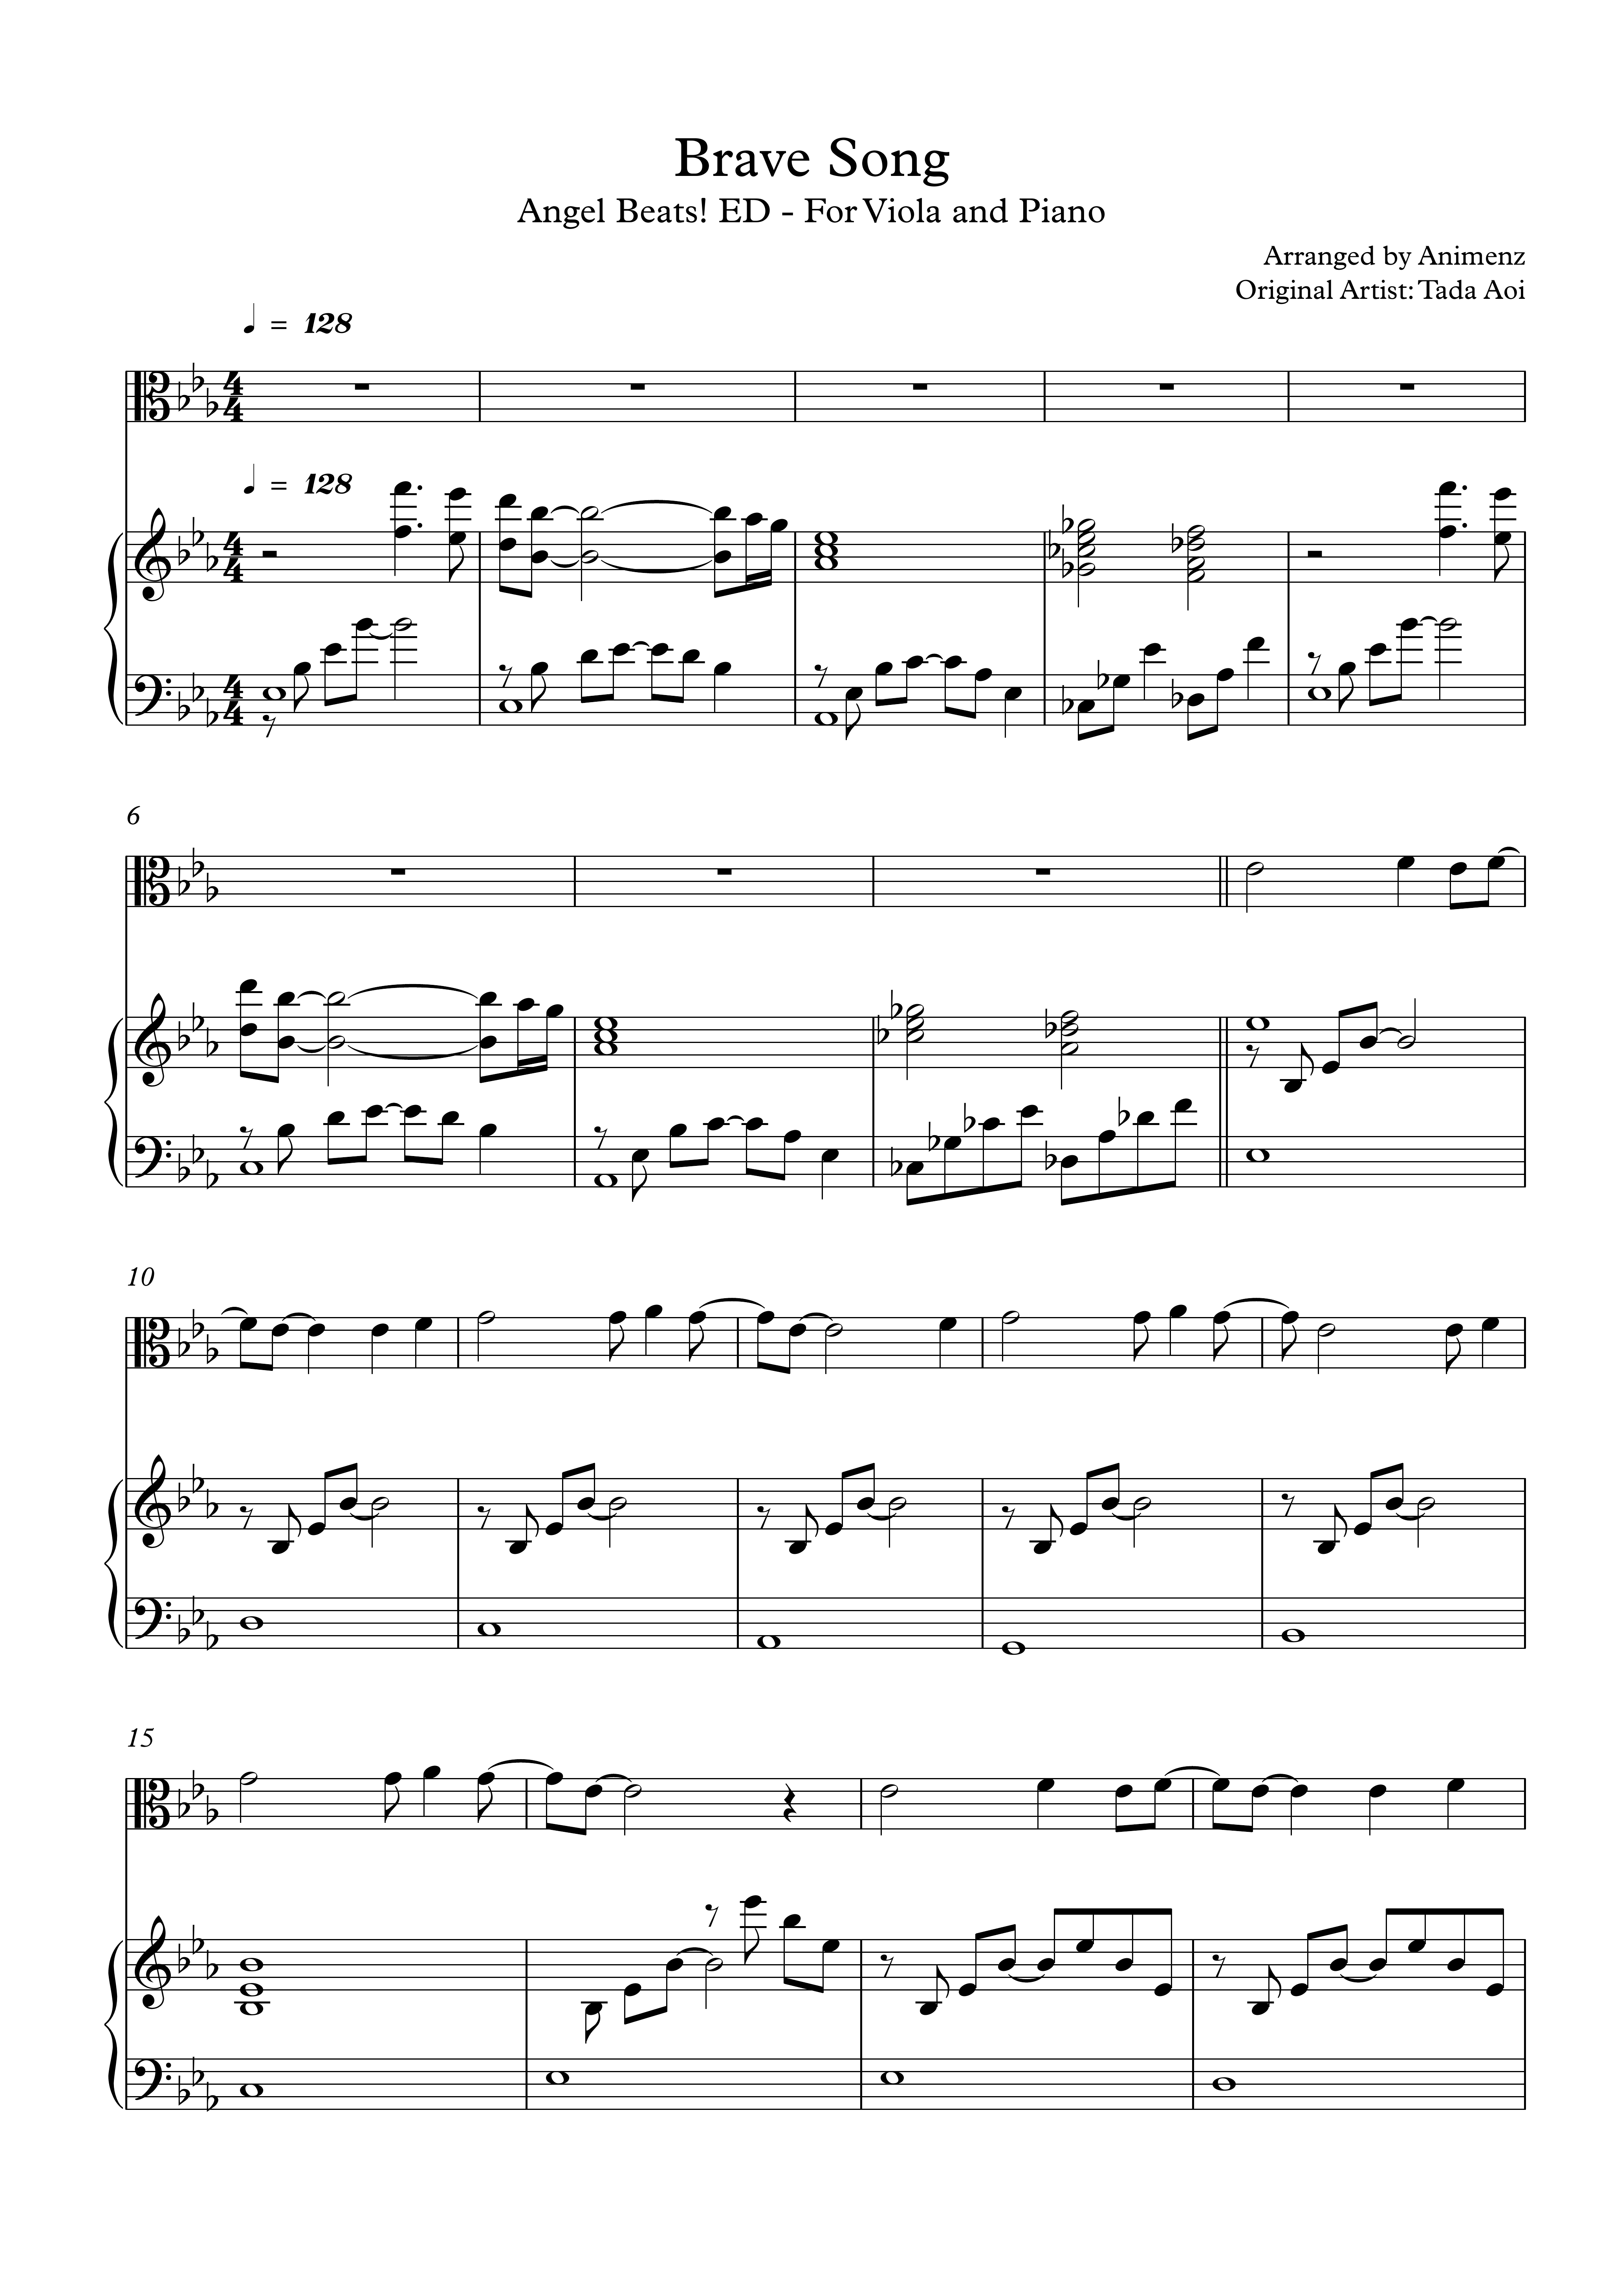 Brave Song
Angel Beats! ED - For Viola and Piano
Arranged by Animenz
Original Artist: Tada Aoi
♩ = 128
♩ = 128
6
10
15